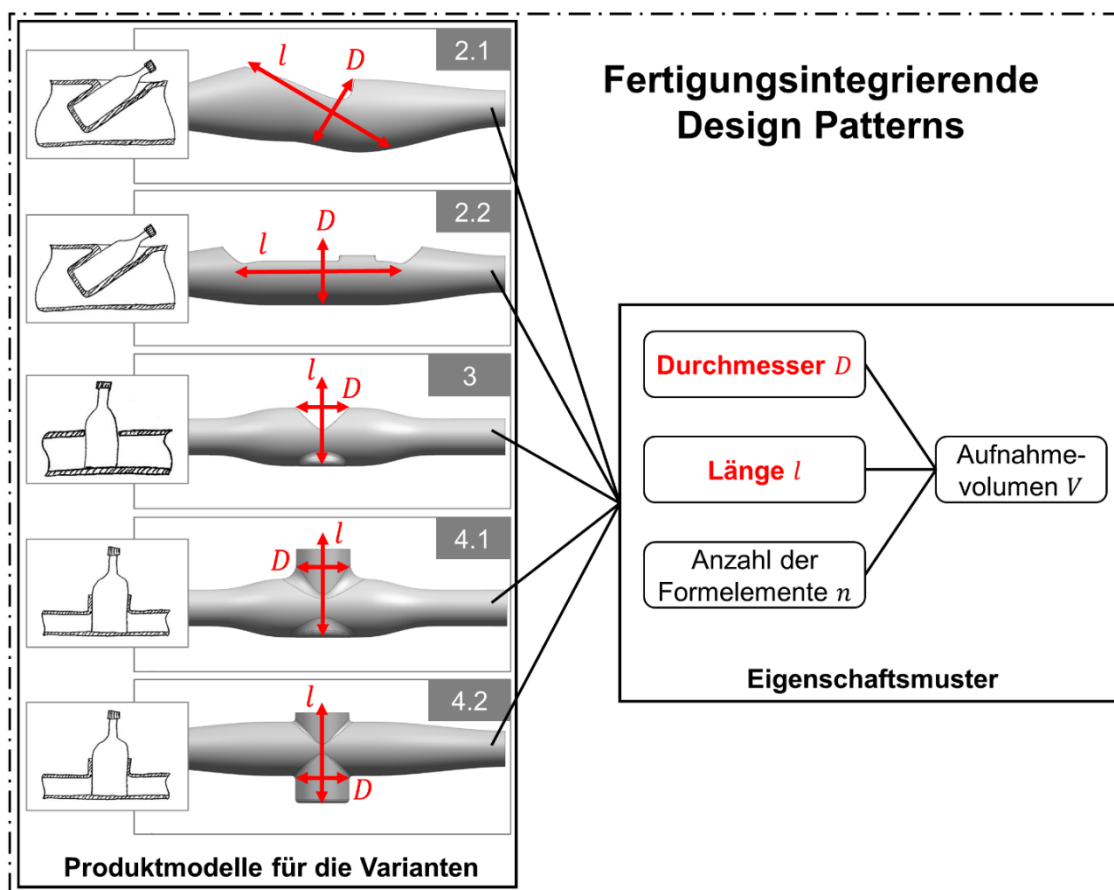 Fertigungsintegrierende
Design Patterns
2.1
l
D
2.2
l
D
3
l
D
4.1
l
D
4.2
l
D
Produktmodelle für die Varianten
Durchmesser D
Länge l
Anzahl der
Formelemente n
Aufnahme-
volumen V
Eigenschaftsmuster